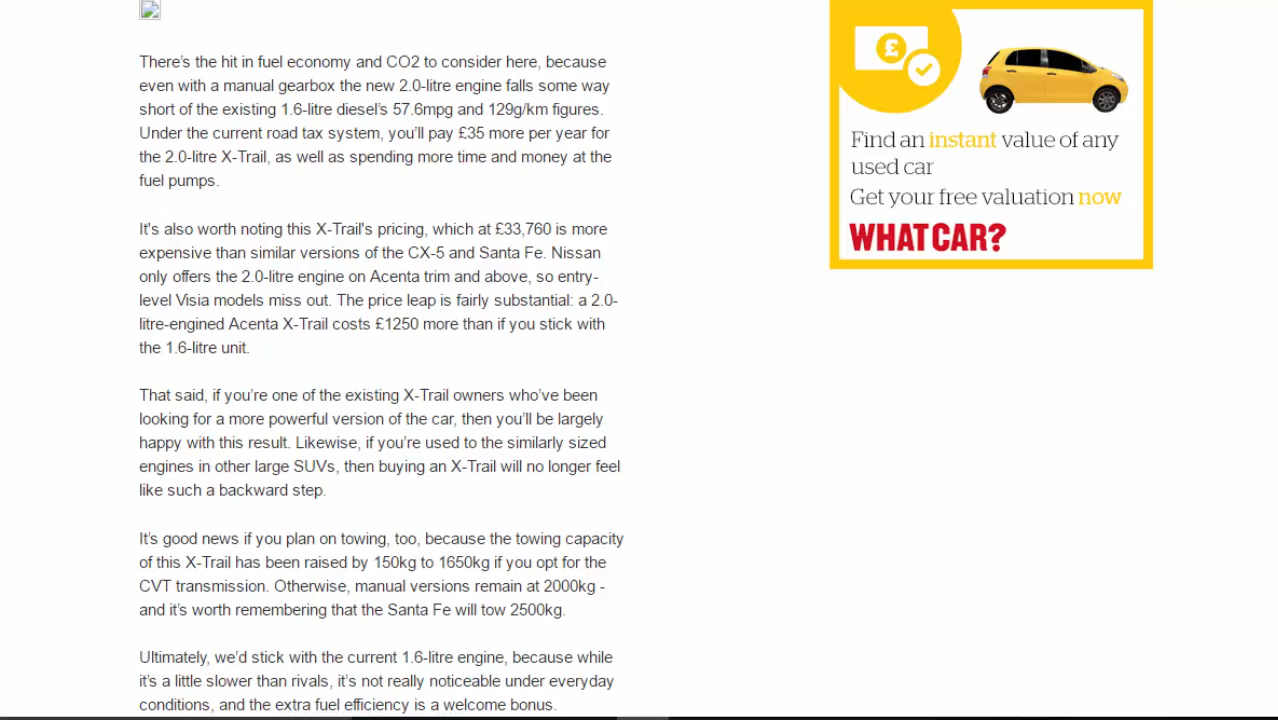 There’s the hit in fuel economy and CO2 to consider here, because
even with a manual gearbox the new 2.0-litre engine falls some way
short of the existing 1.6-litre diesel’s 57.6mpg and 129g/km figures.
Under the current road tax system, you’ll pay £35 more per year for
the 2.0-litre X-Trail, as well as spending more time and money at the
fuel pumps.
It's also worth noting this X-Trail's pricing, which at £33,760 is more
expensive than similar versions of the CX-5 and Santa Fe. Nissan
only offers the 2.0-litre engine on Acenta trim and above, so entry-
level Visia models miss out. The price leap is fairly substantial: a 2.0-
litre-engined Acenta X-Trail costs £1250 more than if you stick with
the 1.6-litre unit.
That said, if you’re one of the existing X-Trail owners who’ve been
looking for a more powerful version of the car, then you’ll be largely
happy with this result. Likewise, if you’re used to the similarly sized
engines in other large SUVs, then buying an X-Trail will no longer feel
like such a backward step.
It’s good news if you plan on towing, too, because the towing capacity
of this X-Trail has been raised by 150kg to 1650kg if you opt for the
CVT transmission. Otherwise, manual versions remain at 2000kg -
and it’s worth remembering that the Santa Fe will tow 2500kg.
Ultimately, we’d stick with the current 1.6-litre engine, because while
it’s a little slower than rivals, it’s not really noticeable under everyday
conditions, and the extra fuel efficiency is a welcome bonus.
£
Find an instant value of any
used car
Get your free valuation now
WHAT CAR?